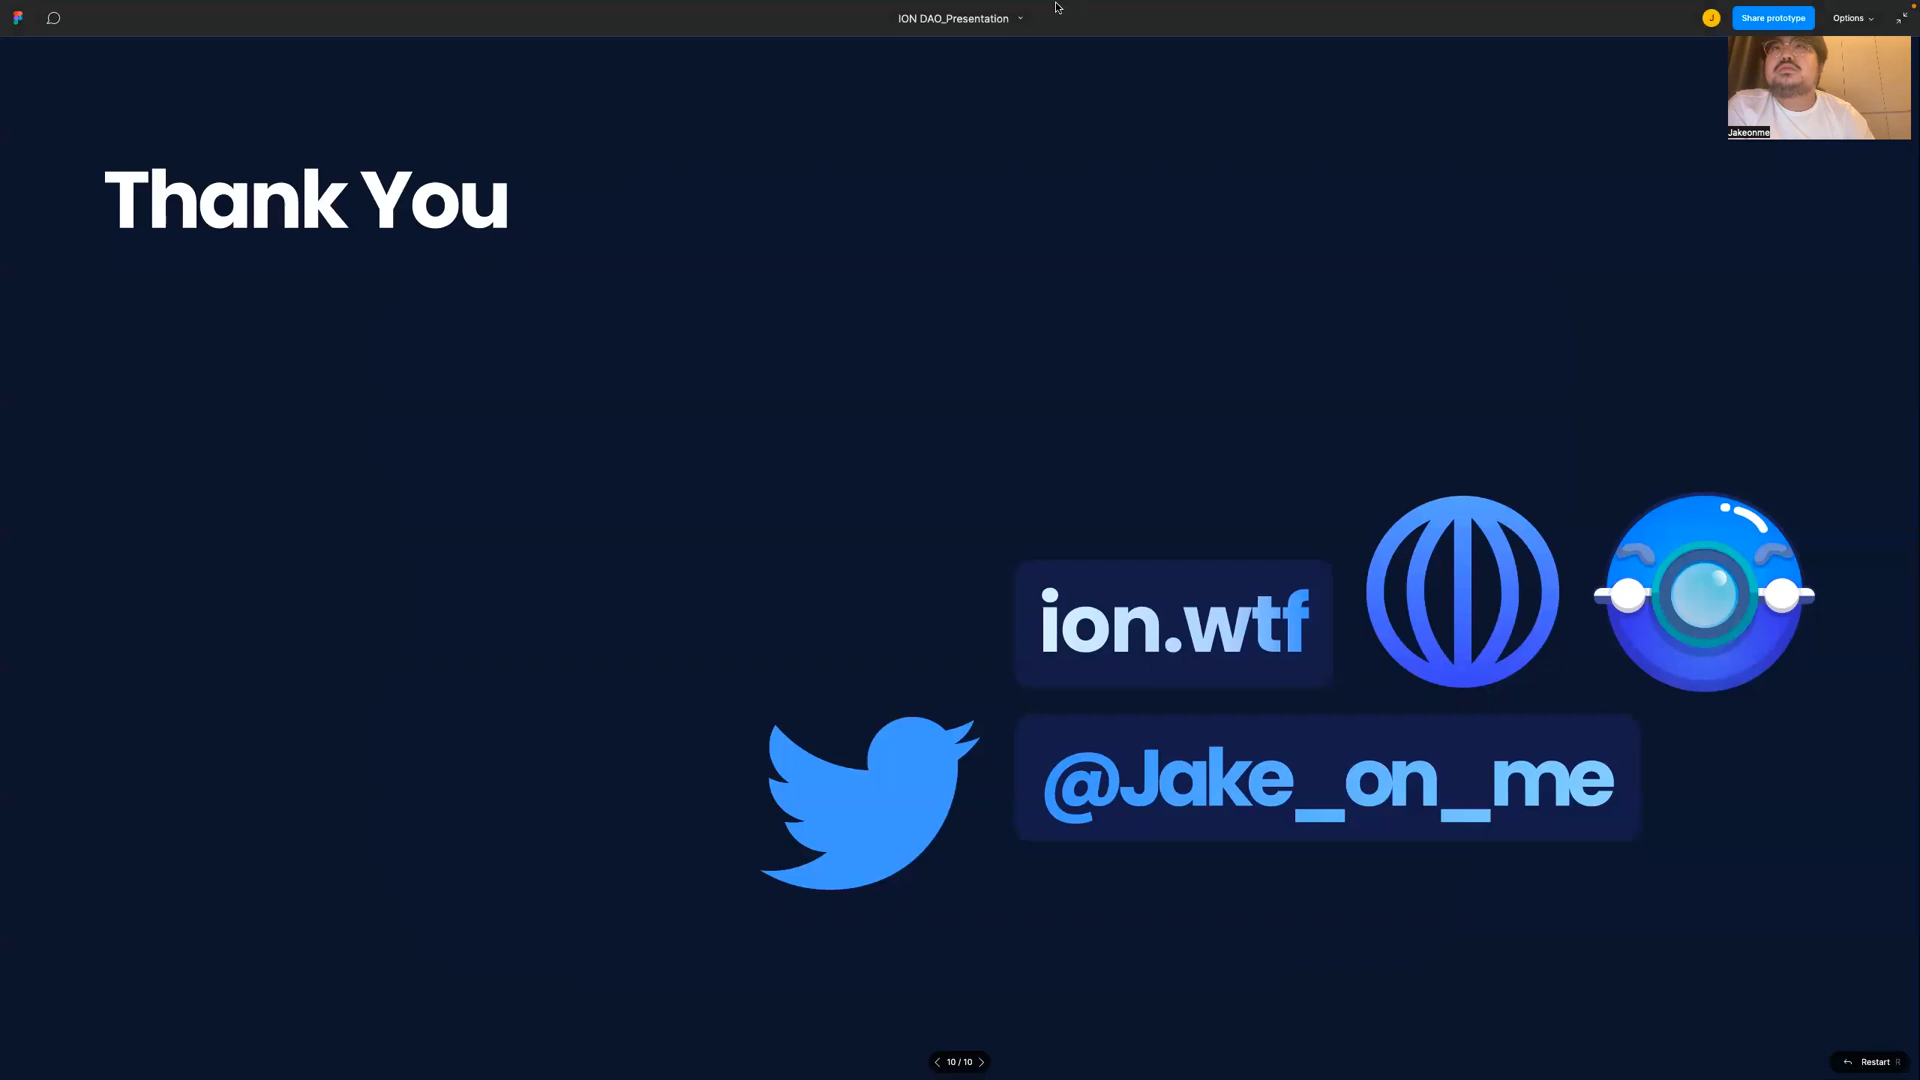 ION DAO_Presentation
J
Share prototype
Options
Jakeonme
Thank You
ion.wtf
@Jake_on_me
10 / 10
Restart R